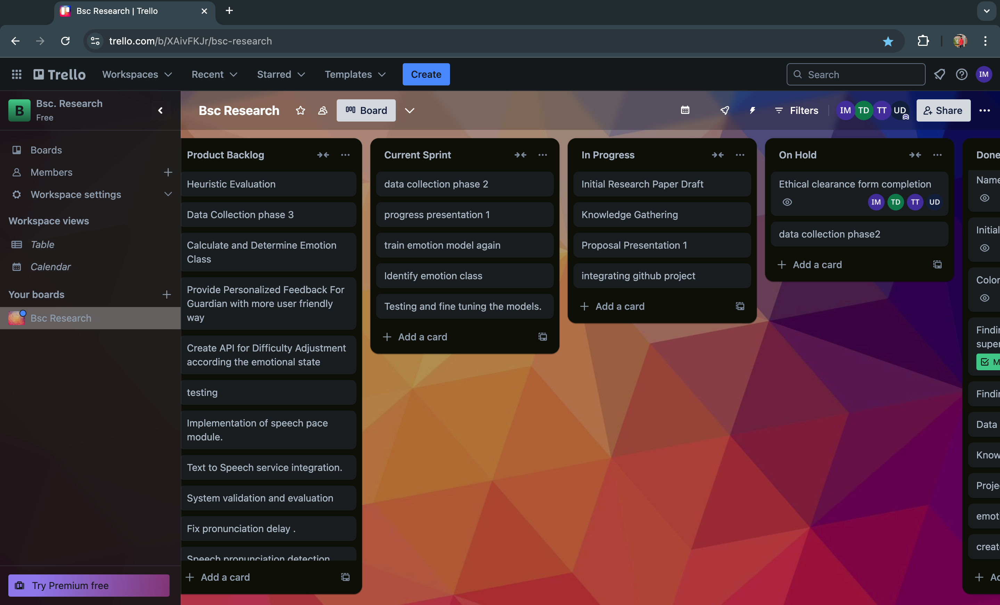 Bsc Research | Trello
trello.com/b/XAivFKJr/bsc-research
Trello
Workspaces
Recent
Starred
Templates
Create
Search
IM
B
Bsc. Research
Free
Boards
Members
Workspace settings
Workspace views
Table
Calendar
Your boards
Bsc Research
Try Premium free
Bsc Research
Board
Filters
IM TD TT UD
Share
Product Backlog
Heuristic Evaluation
Data Collection phase 3
Calculate and Determine Emotion
Class
Provide Personalized Feedback For
Guardian with more user friendly
way
Create API for Difficulty Adjustment
according the emotional state
testing
Implementation of speech pace
module.
Text to Speech service integration.
System validation and evaluation
Fix pronunciation delay .
Speech pronunciation detection
Add a card
Current Sprint
data collection phase 2
progress presentation 1
train emotion model again
Identify emotion class
Testing and fine tuning the models.
Add a card
In Progress
Initial Research Paper Draft
Knowledge Gathering
Proposal Presentation 1
integrating github project
Add a card
On Hold
Ethical clearance form completion
IM TD TT UD
data collection phase2
Add a card
Done
Name
Initial
Color
Data